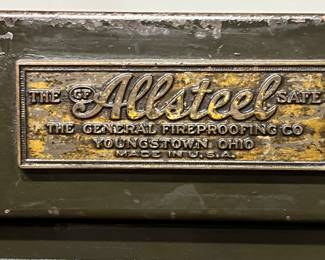 THE GF Allsteel SAFE
THE GENERAL FIREPROOFING CO
YOUNGSTOWN, OHIO
MADE IN U.S.A.